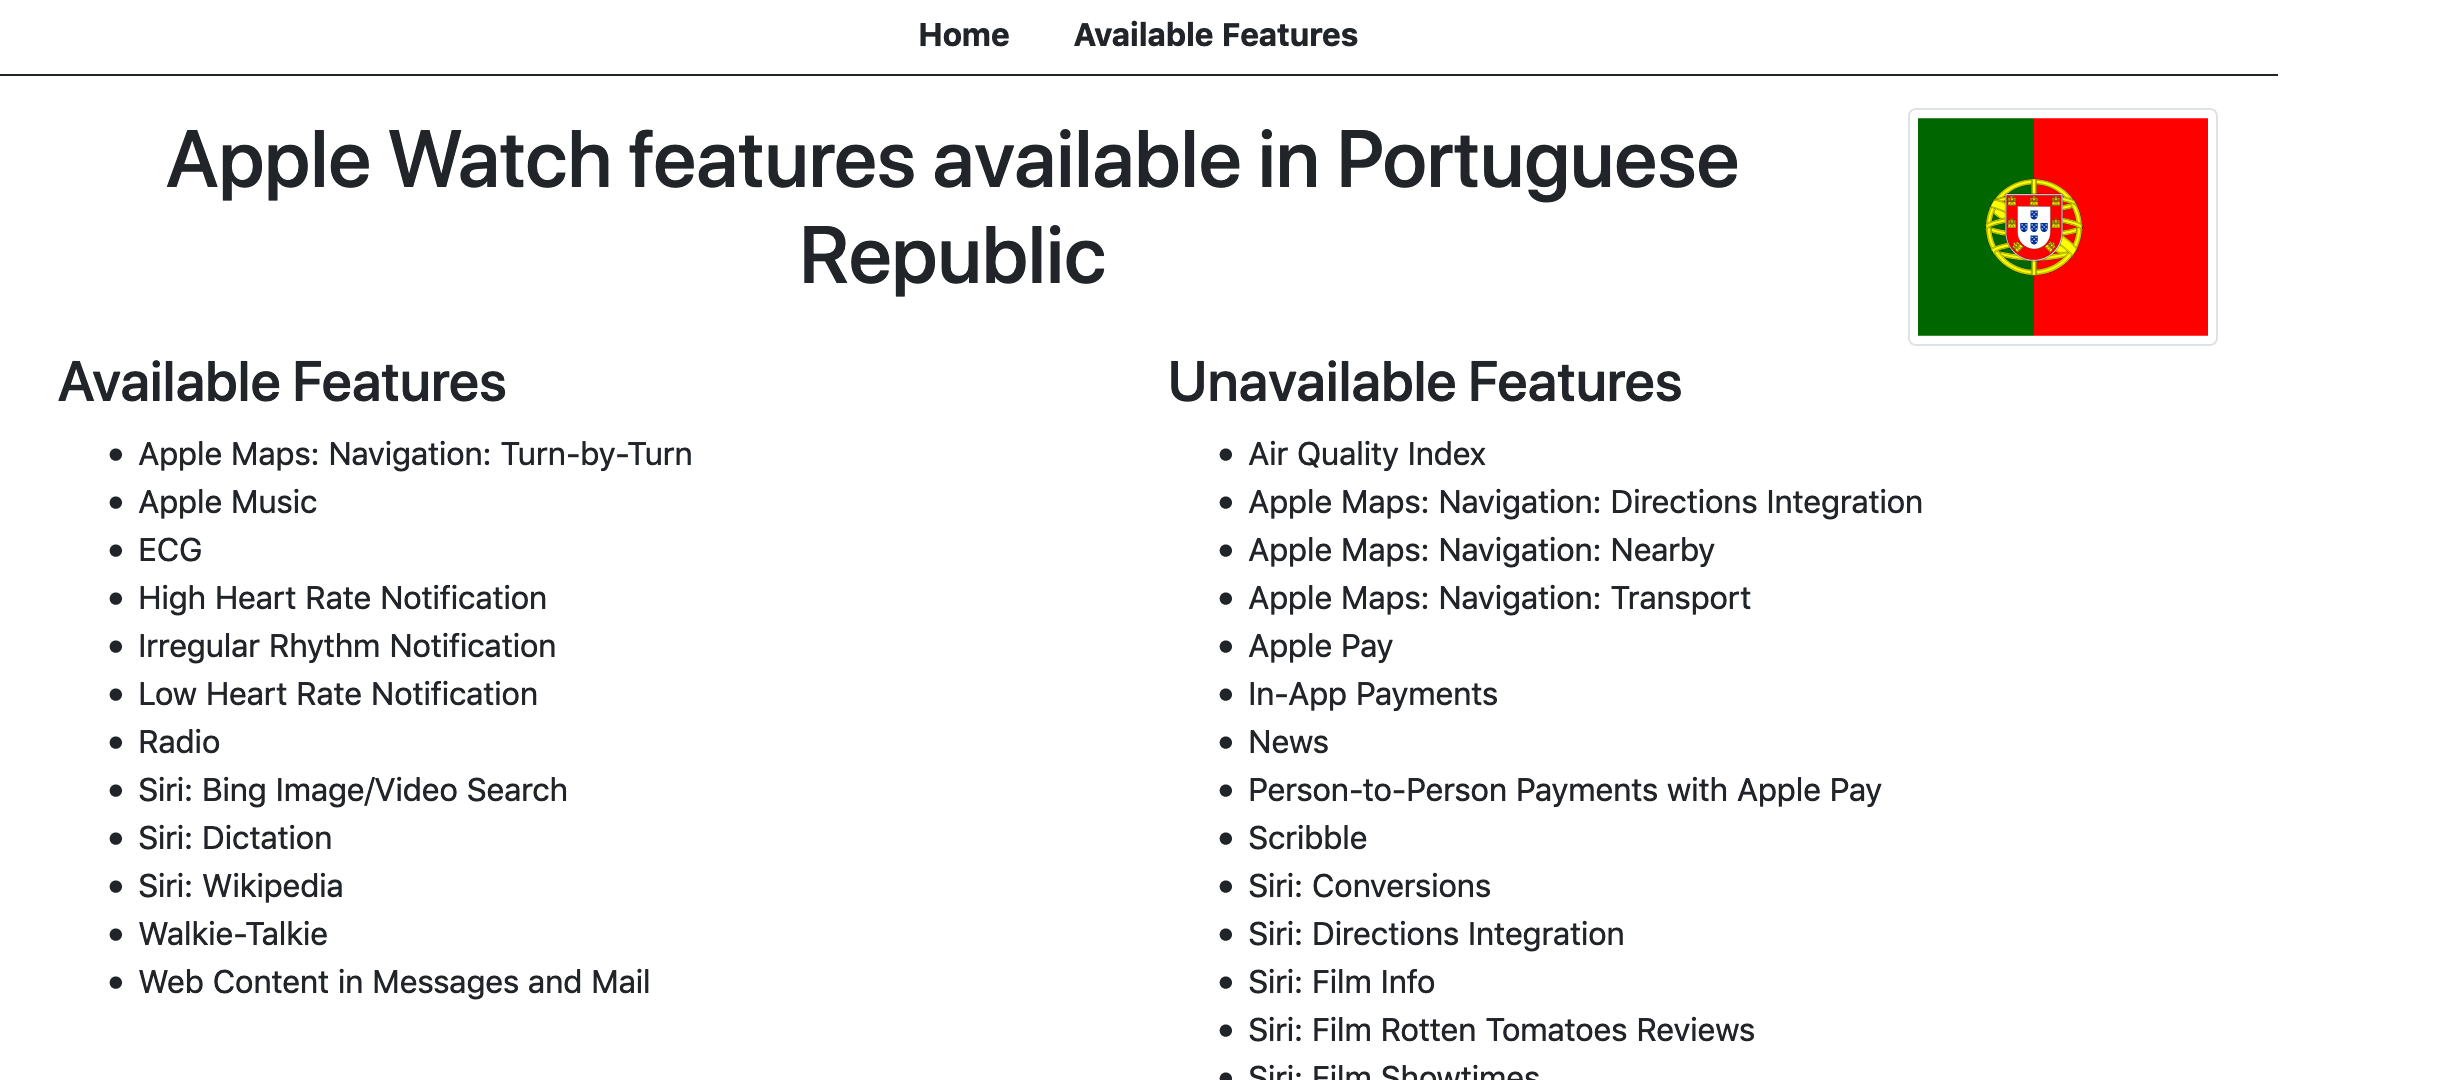 Home
Available Features
Apple Watch features available in Portuguese
Republic
Available Features
Apple Maps: Navigation: Turn-by-Turn
Apple Music
ECG
High Heart Rate Notification
Irregular Rhythm Notification
Low Heart Rate Notification
Radio
Siri: Bing Image/Video Search
Siri: Dictation
Siri: Wikipedia
Walkie-Talkie
Web Content in Messages and Mail
Unavailable Features
Air Quality Index
Apple Maps: Navigation: Directions Integration
Apple Maps: Navigation: Nearby
Apple Maps: Navigation: Transport
Apple Pay
In-App Payments
News
Person-to-Person Payments with Apple Pay
Scribble
Siri: Conversions
Siri: Directions Integration
Siri: Film Info
Siri: Film Rotten Tomatoes Reviews
Siri: Film Showtimes